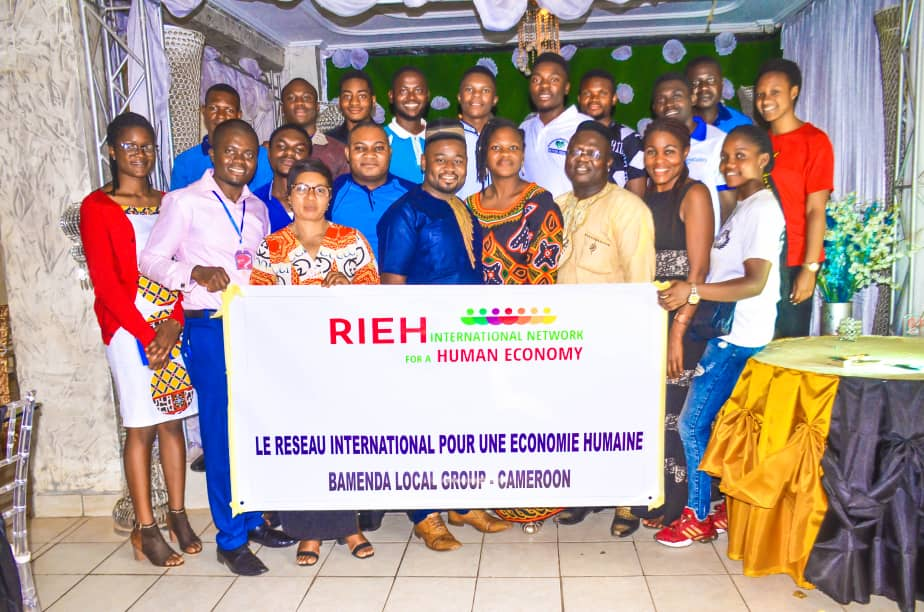 RIEH INTERNATIONAL NETWORK
FOR A HUMAN ECONOMY
LE RESEAU INTERNATIONAL POUR UNE ECONOMIE HUMAINE
BAMENDA LOCAL GROUP - CAMEROON